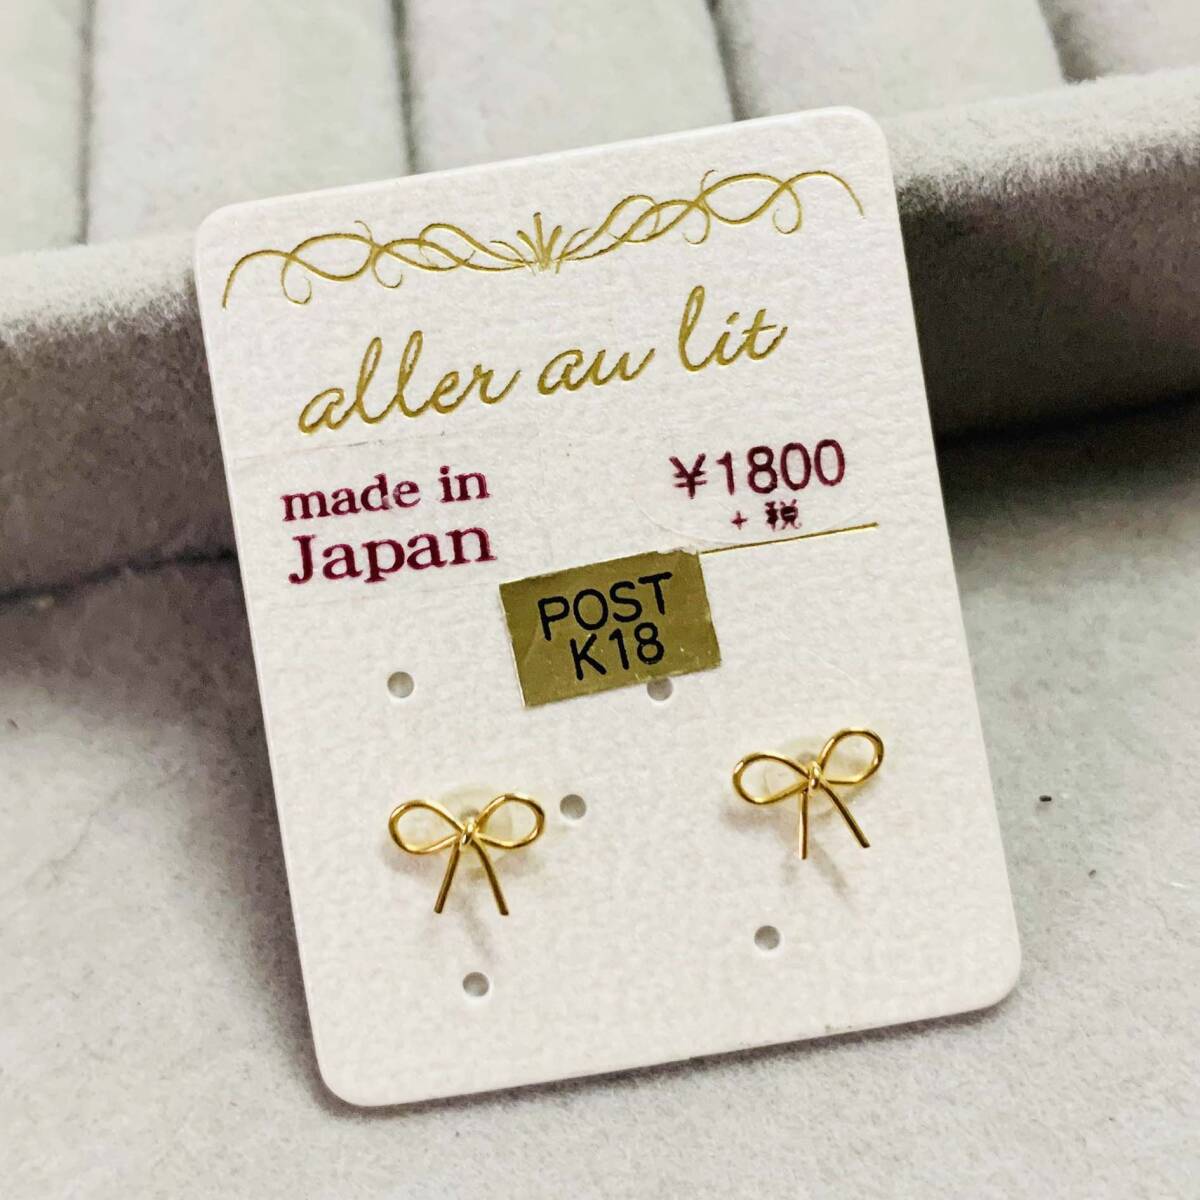 aller au lit
made in
Japan
¥1800
+ 税
POST
K18